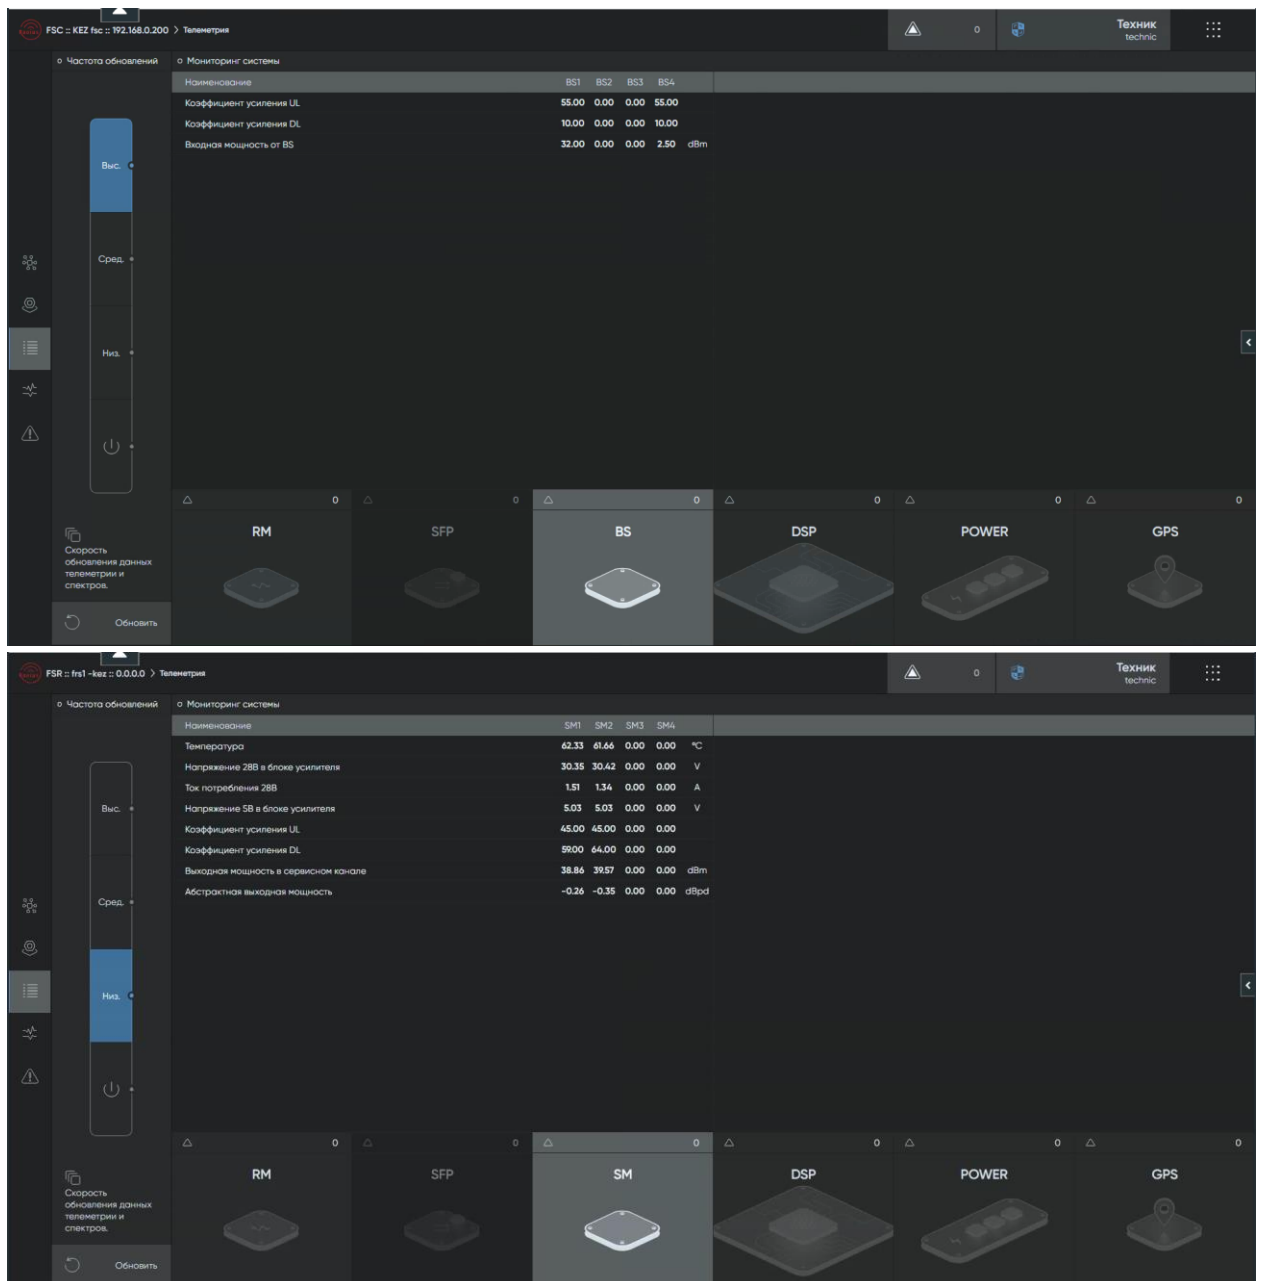 FSC :: KEZ fsc :: 192.168.0.200 > Телеметрия
0
Техник
technic
Частота обновлений
Мониторинг системы
Наименование BS1 BS2 BS3 BS4
Коэффициент усиления UL 55.00 0.00 0.00 55.00
Коэффициент усиления DL 10.00 0.00 0.00 10.00
Входная мощность от BS 32.00 0.00 0.00 2.50 dBm
Выс.
Сред.
Низ.
Скорость
обновления данных
телеметрии и
спектров.
Обновить
0 0 0 0 0 0
RM SFP BS DSP POWER GPS
FSR :: frs1 -kez :: 0.0.0.0 > Телеметрия
0
Техник
technic
Частота обновлений
Мониторинг системы
Наименование SM1 SM2 SM3 SM4
Температура 62.33 61.66 0.00 0.00 °C
Напряжение 28В в блоке усилителя 30.35 30.42 0.00 0.00 V
Ток потребления 28В 1.51 1.34 0.00 0.00 A
Напряжение 5В в блоке усилителя 5.03 5.03 0.00 0.00 V
Коэффициент усиления UL 45.00 45.00 0.00 0.00
Коэффициент усиления DL 59.00 64.00 0.00 0.00
Выходная мощность в сервисном канале 38.86 39.57 0.00 0.00 dBm
Абстрактная выходная мощность -0.26 -0.35 0.00 0.00 dBpd
Выс.
Сред.
Низ.
Скорость
обновления данных
телеметрии и
спектров.
Обновить
0 0 0 0 0 0
RM SFP SM DSP POWER GPS